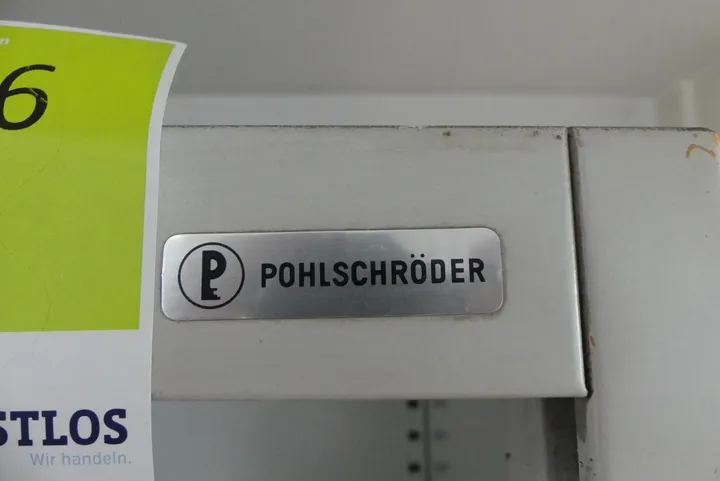 6
P POHLSCHRÖDER
STLOS
Wir handeln.